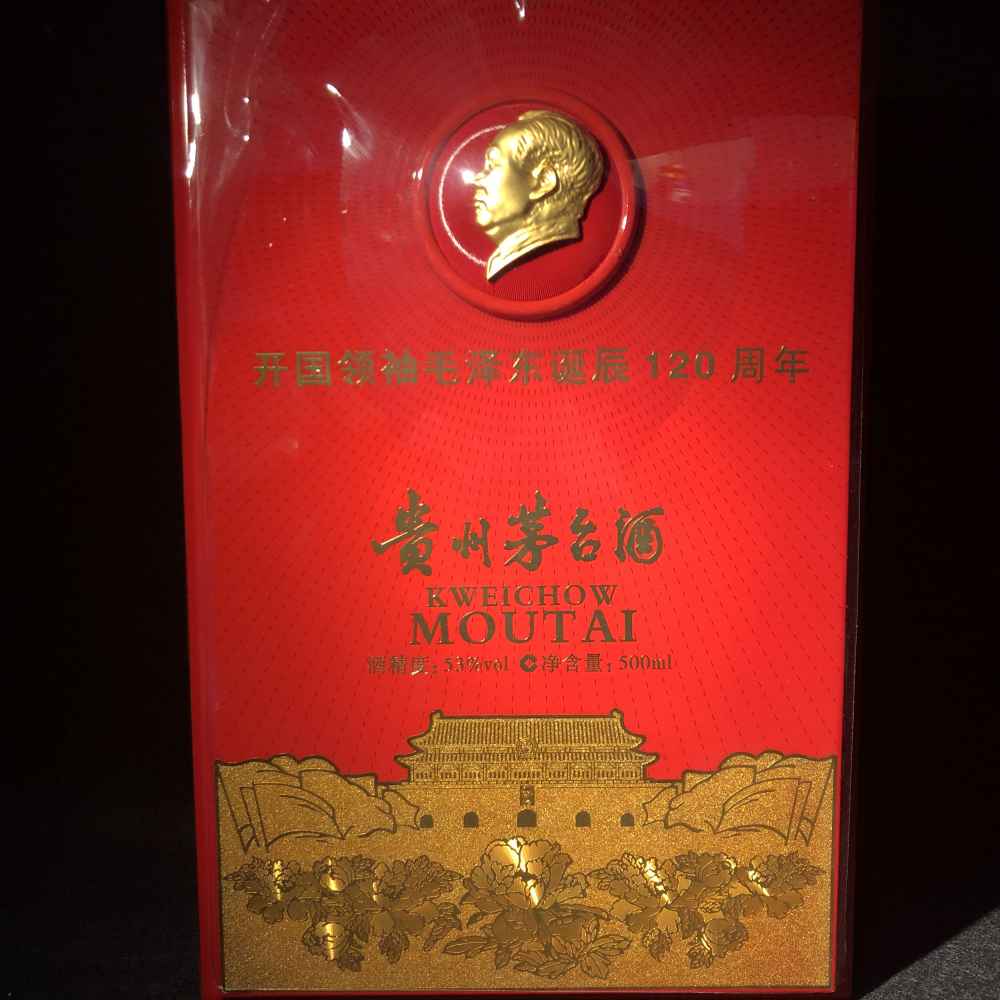 开国领袖毛泽东诞辰120周年
貴州茅台酒
KWEICHOW
MOUTAI
酒精度：53%vol 净含量：500ml